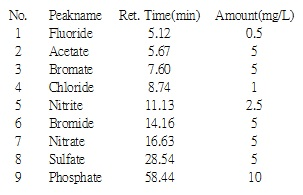 No. Peakname Ret. Time(min) Amount(mg/L)
1 Fluoride 5.12 0.5
2 Acetate 5.67 5
3 Bromate 7.60 5
4 Chloride 8.74 1
5 Nitrite 11.13 2.5
6 Bromide 14.16 5
7 Nitrate 16.63 5
8 Sulfate 28.54 5
9 Phosphate 58.44 10